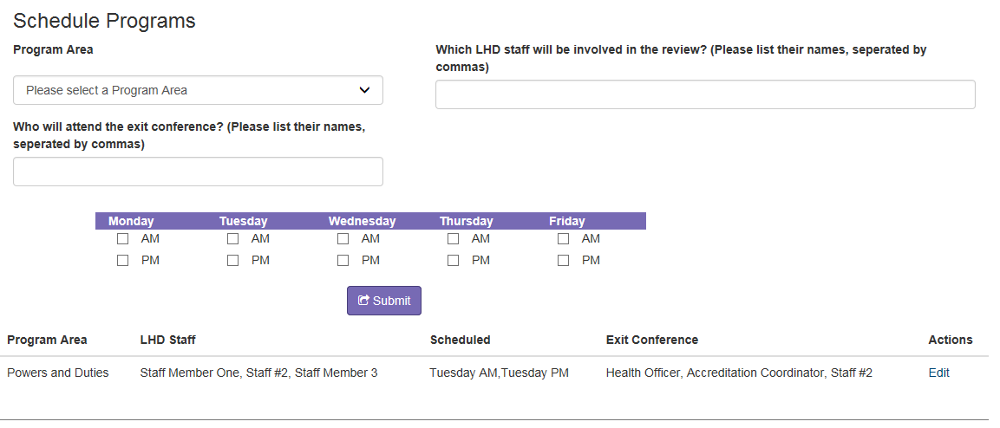 Schedule Programs
Program Area
Which LHD staff will be involved in the review? (Please list their names, seperated by
commas)
Please select a Program Area
Who will attend the exit conference? (Please list their names,
seperated by commas)
Monday Tuesday Wednesday Thursday Friday
AM AM AM AM AM
PM PM PM PM PM
Submit
Program Area LHD Staff Scheduled Exit Conference Actions
Powers and Duties Staff Member One, Staff #2, Staff Member 3 Tuesday AM,Tuesday PM Health Officer, Accreditation Coordinator, Staff #2 Edit